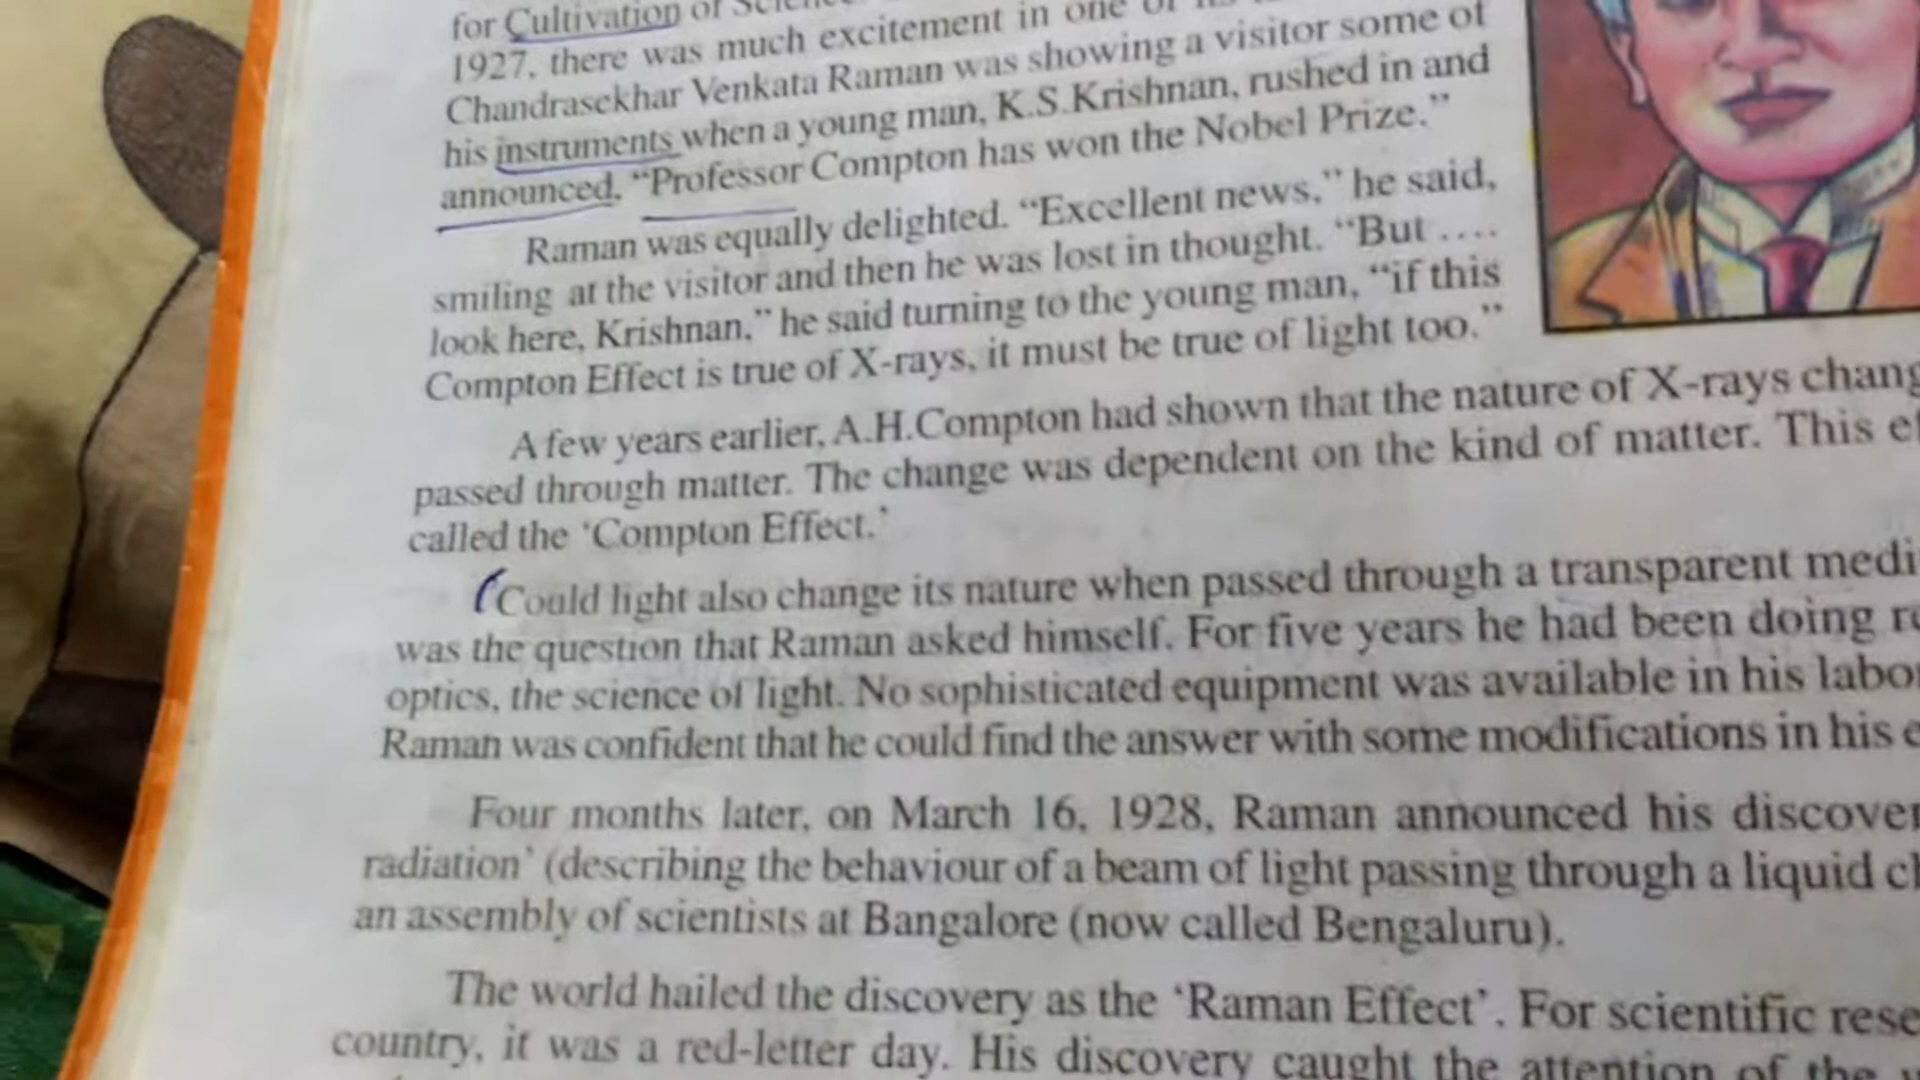 for Cultivation of
1927, there was much excitement in one of
Chandrasekhar Venkata Raman was showing a visitor some of
his instruments when a young man, K.S.Krishnan, rushed in and
announced, “Professor Compton has won the Nobel Prize.”
Raman was equally delighted. “Excellent news,” he said,
smiling at the visitor and then he was lost in thought. “But ....
look here, Krishnan,” he said turning to the young man, “if this
Compton Effect is true of X-rays, it must be true of light too.”
A few years earlier, A.H.Compton had shown that the nature of X-rays chang
passed through matter. The change was dependent on the kind of matter. This
called the ‘Compton Effect.’
Could light also change its nature when passed through a transparent medi
was the question that Raman asked himself. For five years he had been doing
optics, the science of light. No sophisticated equipment was available in his labor
Raman was confident that he could find the answer with some modifications in his
Four months later, on March 16, 1928, Raman announced his discover
radiation’ (describing the behaviour of a beam of light passing through a liquid
an assembly of scientists at Bangalore (now called Bengaluru).
The world hailed the discovery as the ‘Raman Effect’. For scientific rese
country, it was a red-letter day. His discovery caught the attention of the